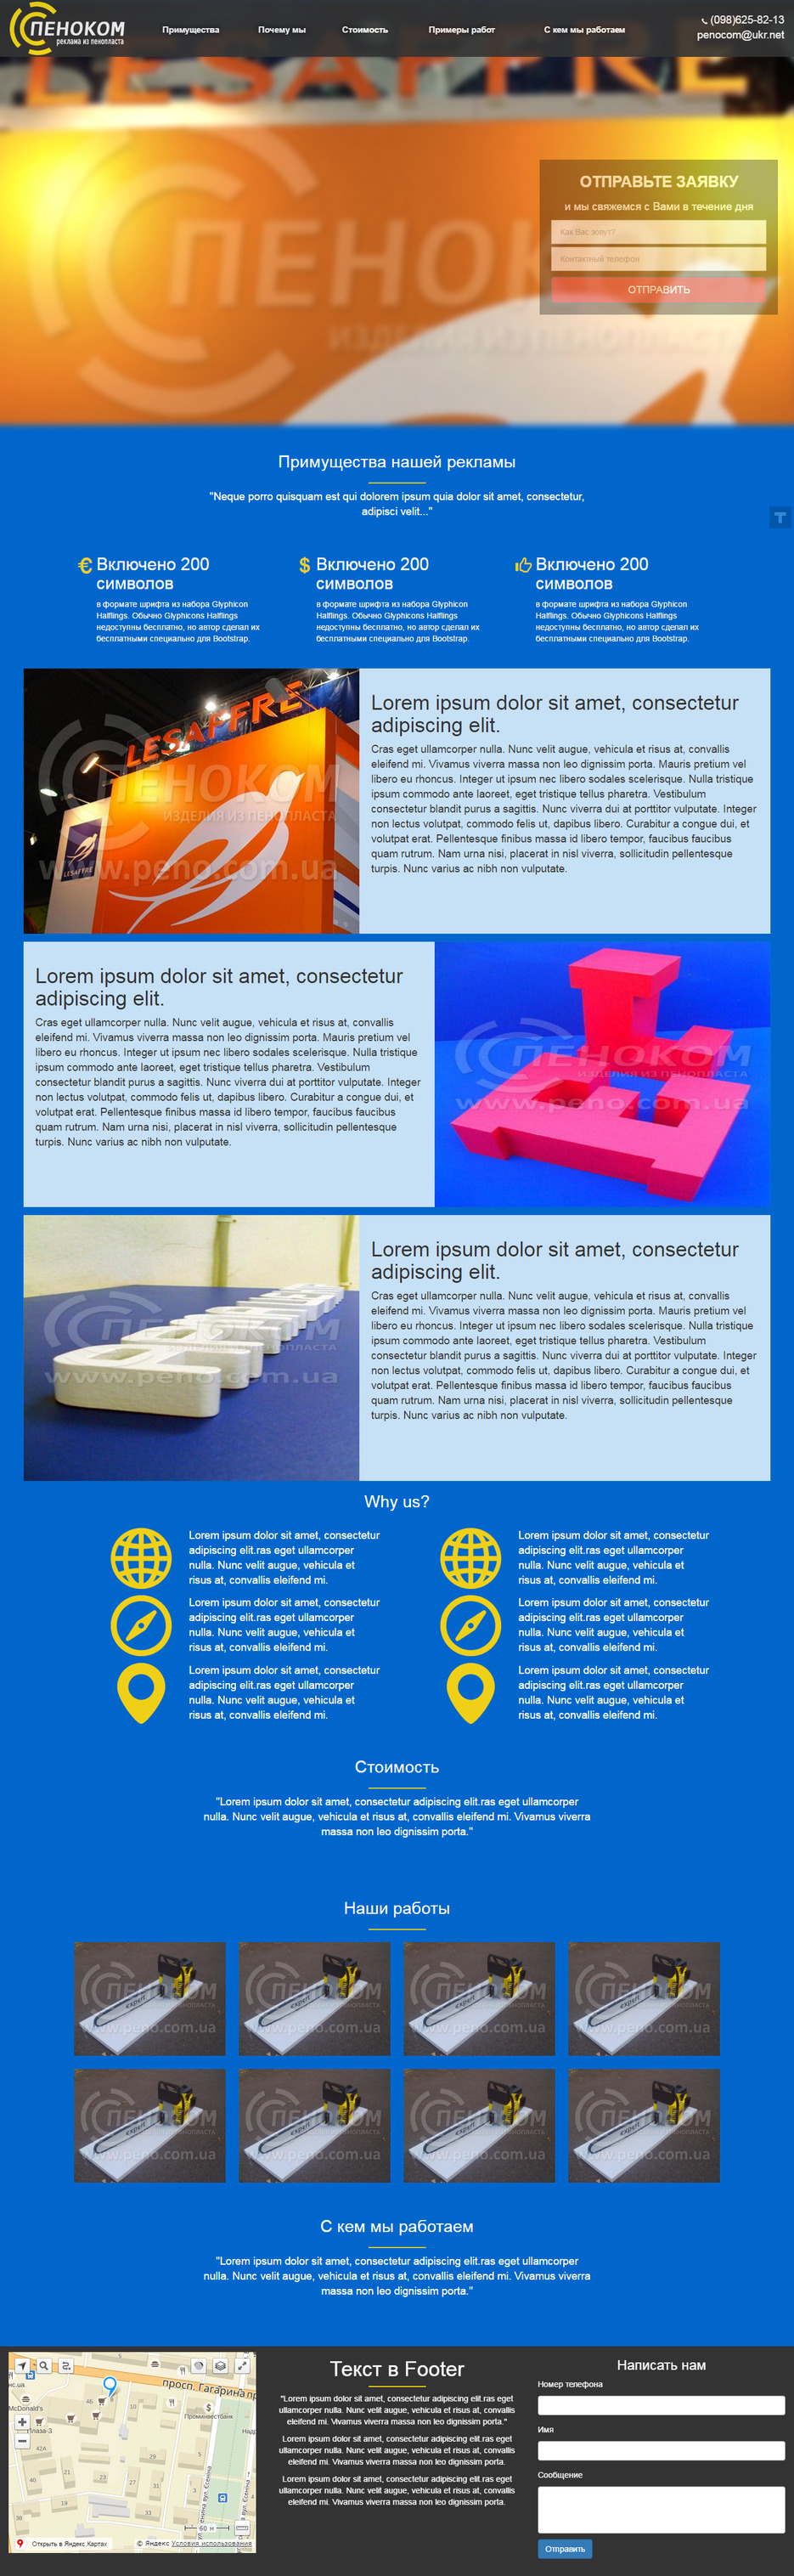 ПЕНОКОМ
реклама из пенопласта
Примущества
Почему мы
Стоимость
Примеры работ
С кем мы работаем
(098)625-82-13
penocom@ukr.net
LESAFFRE
ПЕНОКОМ
ИЗДЕЛИЯ ИЗ ПЕНОПЛАСТА
ОТПРАВЬТЕ ЗАЯВКУ
и мы свяжемся с Вами в течение дня
Как Вас зовут?
Контактный телефон
ОТПРАВИТЬ
Примущества нашей рекламы
"Neque porro quisquam est qui dolorem ipsum quia dolor sit amet, consectetur,
adipisci velit..."
Включено 200
символов
в формате шрифта из набора Glyphicon
Halflings. Обычно Glyphicons Halflings
недоступны бесплатно, но автор сделал их
бесплатными специально для Bootstrap.
Включено 200
символов
в формате шрифта из набора Glyphicon
Halflings. Обычно Glyphicons Halflings
недоступны бесплатно, но автор сделал их
бесплатными специально для Bootstrap.
Включено 200
символов
в формате шрифта из набора Glyphicon
Halflings. Обычно Glyphicons Halflings
недоступны бесплатно, но автор сделал их
бесплатными специально для Bootstrap.
LESAFFRE
ПЕНОКОМ
ИЗДЕЛИЯ ИЗ ПЕНОПЛАСТА
LESAFFRE
www.peno.com.ua
Lorem ipsum dolor sit amet, consectetur
adipiscing elit.
Cras eget ullamcorper nulla. Nunc velit augue, vehicula et risus at, convallis
eleifend mi. Vivamus viverra massa non leo dignissim porta. Mauris pretium vel
libero eu rhoncus. Integer ut ipsum nec libero sodales scelerisque. Nulla tristique
ipsum commodo ante laoreet, eget tristique tellus pharetra. Vestibulum
consectetur blandit purus a sagittis. Nunc viverra dui at porttitor vulputate. Integer
non lectus volutpat, commodo felis ut, dapibus libero. Curabitur a congue dui, et
volutpat erat. Pellentesque finibus massa id libero tempor, faucibus faucibus
quam rutrum. Nam urna nisi, placerat in nisl viverra, sollicitudin pellentesque
turpis. Nunc varius ac nibh non vulputate.
Lorem ipsum dolor sit amet, consectetur
adipiscing elit.
Cras eget ullamcorper nulla. Nunc velit augue, vehicula et risus at, convallis
eleifend mi. Vivamus viverra massa non leo dignissim porta. Mauris pretium vel
libero eu rhoncus. Integer ut ipsum nec libero sodales scelerisque. Nulla tristique
ipsum commodo ante laoreet, eget tristique tellus pharetra. Vestibulum
consectetur blandit purus a sagittis. Nunc viverra dui at porttitor vulputate. Integer
non lectus volutpat, commodo felis ut, dapibus libero. Curabitur a congue dui, et
volutpat erat. Pellentesque finibus massa id libero tempor, faucibus faucibus
quam rutrum. Nam urna nisi, placerat in nisl viverra, sollicitudin pellentesque
turpis. Nunc varius ac nibh non vulputate.
ПЕНОКОМ
ИЗДЕЛИЯ ИЗ ПЕНОПЛАСТА
www.peno.com.ua
ПЕНОКОМ
ИЗДЕЛИЯ ИЗ ПЕНОПЛАСТА
www.peno.com.ua
Lorem ipsum dolor sit amet, consectetur
adipiscing elit.
Cras eget ullamcorper nulla. Nunc velit augue, vehicula et risus at, convallis
eleifend mi. Vivamus viverra massa non leo dignissim porta. Mauris pretium vel
libero eu rhoncus. Integer ut ipsum nec libero sodales scelerisque. Nulla tristique
ipsum commodo ante laoreet, eget tristique tellus pharetra. Vestibulum
consectetur blandit purus a sagittis. Nunc viverra dui at porttitor vulputate. Integer
non lectus volutpat, commodo felis ut, dapibus libero. Curabitur a congue dui, et
volutpat erat. Pellentesque finibus massa id libero tempor, faucibus faucibus
quam rutrum. Nam urna nisi, placerat in nisl viverra, sollicitudin pellentesque
turpis. Nunc varius ac nibh non vulputate.
Why us?
Lorem ipsum dolor sit amet, consectetur
adipiscing elit.ras eget ullamcorper
nulla. Nunc velit augue, vehicula et
risus at, convallis eleifend mi.
Lorem ipsum dolor sit amet, consectetur
adipiscing elit.ras eget ullamcorper
nulla. Nunc velit augue, vehicula et
risus at, convallis eleifend mi.
Lorem ipsum dolor sit amet, consectetur
adipiscing elit.ras eget ullamcorper
nulla. Nunc velit augue, vehicula et
risus at, convallis eleifend mi.
Lorem ipsum dolor sit amet, consectetur
adipiscing elit.ras eget ullamcorper
nulla. Nunc velit augue, vehicula et
risus at, convallis eleifend mi.
Lorem ipsum dolor sit amet, consectetur
adipiscing elit.ras eget ullamcorper
nulla. Nunc velit augue, vehicula et
risus at, convallis eleifend mi.
Lorem ipsum dolor sit amet, consectetur
adipiscing elit.ras eget ullamcorper
nulla. Nunc velit augue, vehicula et
risus at, convallis eleifend mi.
Стоимость
"Lorem ipsum dolor sit amet, consectetur adipiscing elit.ras eget ullamcorper
nulla. Nunc velit augue, vehicula et risus at, convallis eleifend mi. Vivamus viverra
massa non leo dignissim porta."
Наши работы
С кем мы работаем
"Lorem ipsum dolor sit amet, consectetur adipiscing elit.ras eget ullamcorper
nulla. Nunc velit augue, vehicula et risus at, convallis eleifend mi. Vivamus viverra
massa non leo dignissim porta."
просп. Гагарина
McDonald's
Проминвестбанк
60 м
Открыть в Яндекс.Картах
© Яндекс Условия использования
Текст в Footer
"Lorem ipsum dolor sit amet, consectetur adipiscing elit.ras eget
ullamcorper nulla. Nunc velit augue, vehicula et risus at, convallis
eleifend mi. Vivamus viverra massa non leo dignissim porta."
Lorem ipsum dolor sit amet, consectetur adipiscing elit.ras eget
ullamcorper nulla. Nunc velit augue, vehicula et risus at, convallis
eleifend mi. Vivamus viverra massa non leo dignissim porta.
Lorem ipsum dolor sit amet, consectetur adipiscing elit.ras eget
ullamcorper nulla. Nunc velit augue, vehicula et risus at, convallis
eleifend mi. Vivamus viverra massa non leo dignissim porta.
Написать нам
Номер телефона
Имя
Сообщение
Отправить